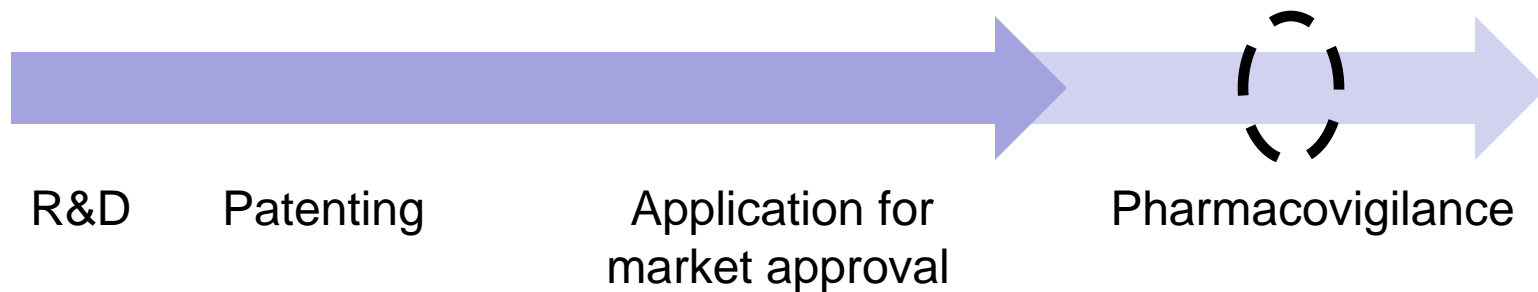 R&D
Patenting
Application for
market approval
Pharmacovigilance